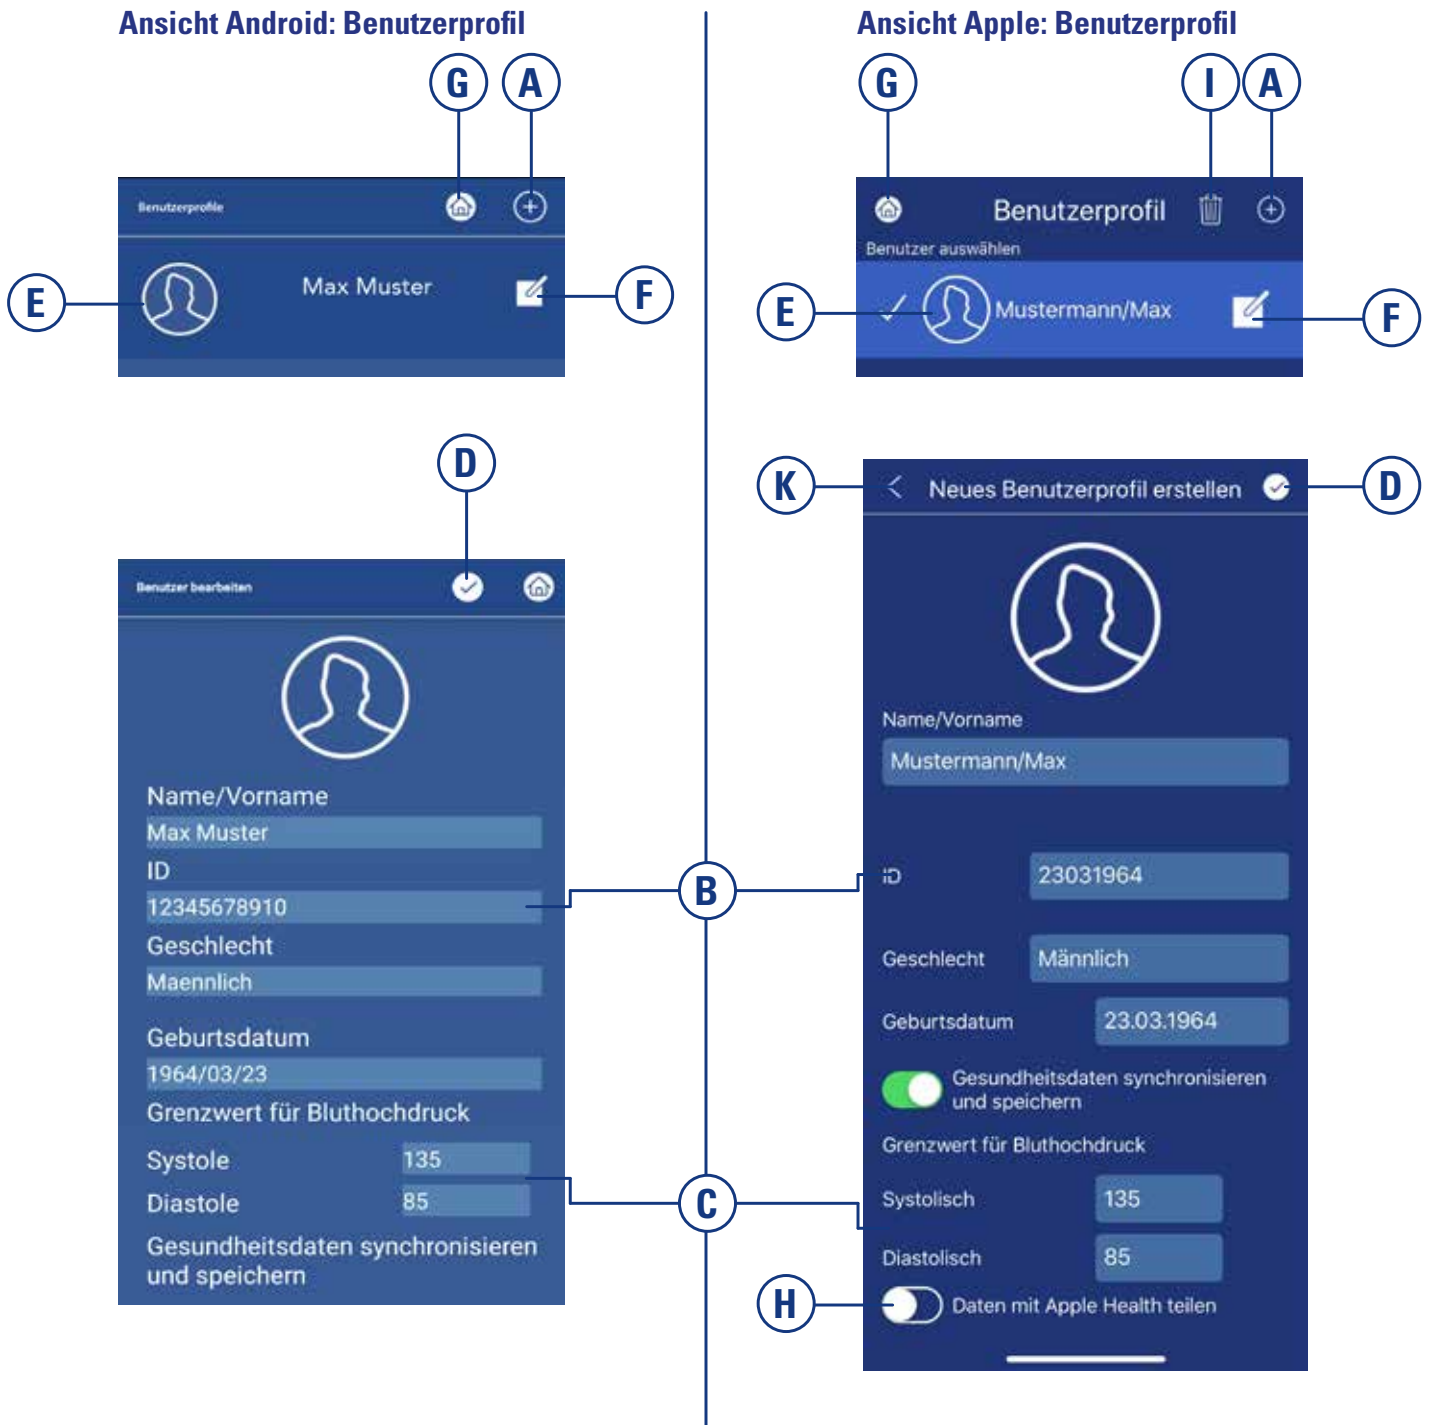 Ansicht Android: Benutzerprofil
G
A
Benutzerprofile
E
Max Muster
F
D
Benutzer bearbeiten
Name/Vorname
Max Muster
ID
12345678910
Geschlecht
Maennlich
Geburtsdatum
1964/03/23
Grenzwert für Bluthochdruck
Systole 135
Diastole 85
Gesundheitsdaten synchronisieren
und speichern
B
C
Ansicht Apple: Benutzerprofil
G
I
A
Benutzerprofil
Benutzer auswählen
E
Mustermann/Max
F
K
Neues Benutzerprofil erstellen
D
Name/Vorname
Mustermann/Max
iD 23031964
Geschlecht Männlich
Geburtsdatum 23.03.1964
Gesundheitsdaten synchronisieren
und speichern
Grenzwert für Bluthochdruck
Systolisch 135
Diastolisch 85
H
Daten mit Apple Health teilen